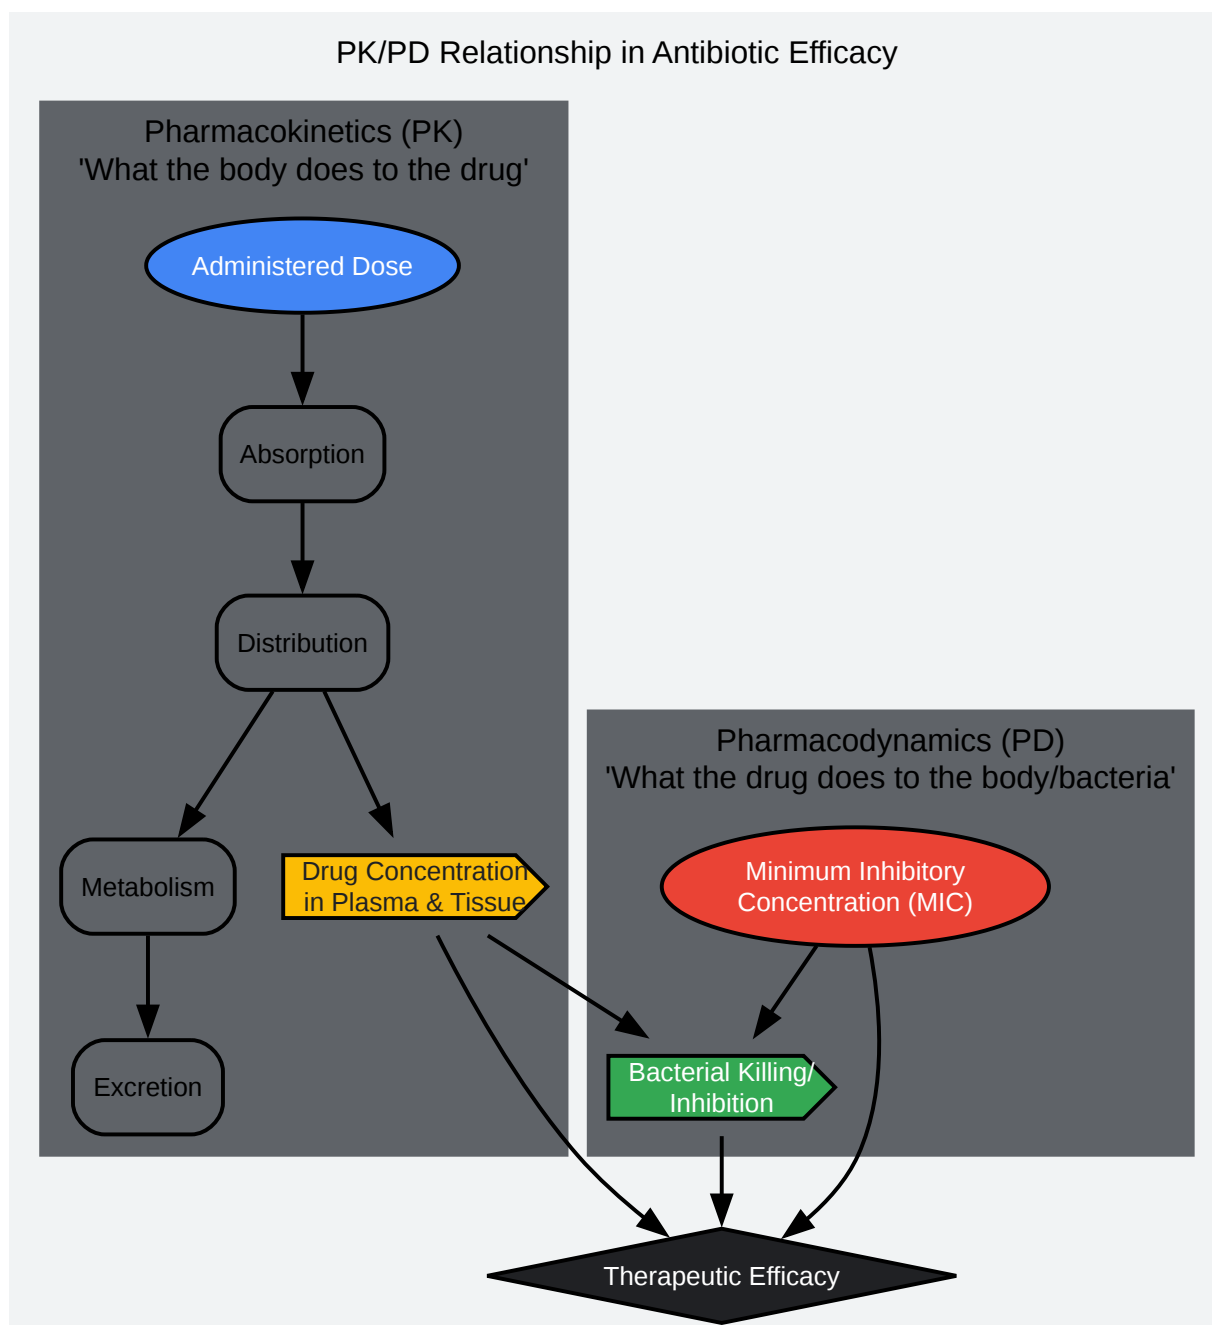 PK/PD Relationship in Antibiotic Efficacy
Pharmacokinetics (PK)
'What the body does to the drug'
Administered Dose
Absorption
Distribution
Metabolism
Drug Concentration
in Plasma & Tissue
Excretion
Pharmacodynamics (PD)
'What the drug does to the body/bacteria'
Minimum Inhibitory
Concentration (MIC)
Bacterial Killing/
Inhibition
Therapeutic Efficacy